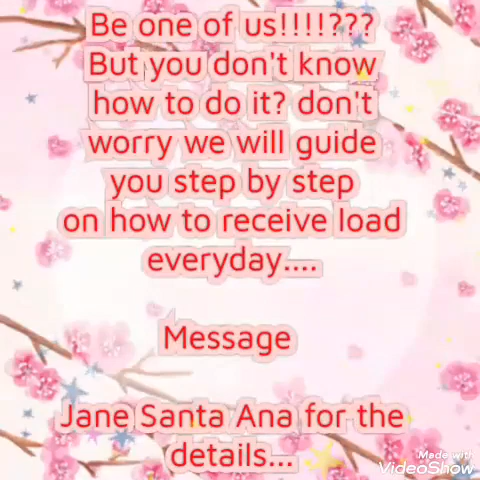 Be one of us!!!!???
But you don't know
how to do it? don't
worry we will guide
you step by step
on how to receive load
everyday....
Message
Jane Santa Ana for the
details...
Made with
VideoShow